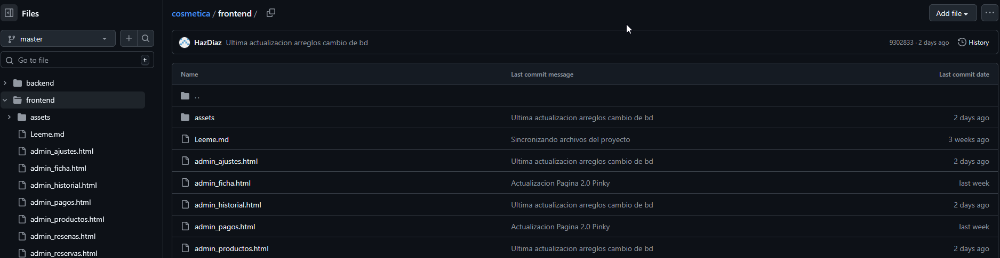 Files
master
Go to file
t
backend
frontend
assets
Leeme.md
admin_ajustes.html
admin_ficha.html
admin_historial.html
admin_pagos.html
admin_productos.html
admin_resenas.html
admin_reservas.html
cosmetica / frontend /
Add file
HazDiaz Ultima actualizacion arreglos cambio de bd 9302833 · 2 days ago History
Name Last commit message Last commit date
..
assets Ultima actualizacion arreglos cambio de bd 2 days ago
Leeme.md Sincronizando archivos del proyecto 3 weeks ago
admin_ajustes.html Ultima actualizacion arreglos cambio de bd 2 days ago
admin_ficha.html Actualizacion Pagina 2.0 Pinky last week
admin_historial.html Ultima actualizacion arreglos cambio de bd 2 days ago
admin_pagos.html Actualizacion Pagina 2.0 Pinky last week
admin_productos.html Ultima actualizacion arreglos cambio de bd 2 days ago